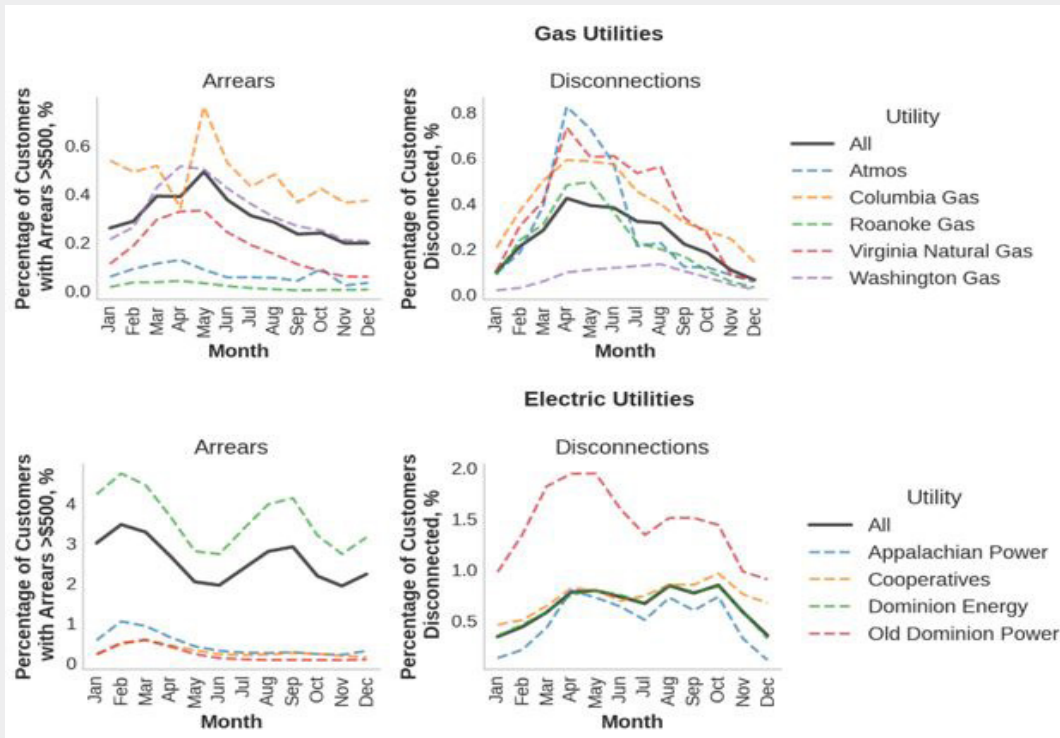 Gas Utilities
Arrears
Percentage of Customers
with Arrears >$500, %
0.6
0.4
0.2
0.0
Jan
Feb
Mar
Apr
May
Jun
Jul
Aug
Sep
Oct
Nov
Dec
Month
Disconnections
Percentage of Customers
Disconnected, %
0.8
0.6
0.4
0.2
0.0
Jan
Feb
Mar
Apr
May
Jun
Jul
Aug
Sep
Oct
Nov
Dec
Month
Utility
All
Atmos
Columbia Gas
Roanoke Gas
Virginia Natural Gas
Washington Gas
Electric Utilities
Arrears
Percentage of Customers
with Arrears >$500, %
4
3
2
1
0
Jan
Feb
Mar
Apr
May
Jun
Jul
Aug
Sep
Oct
Nov
Dec
Month
Disconnections
Percentage of Customers
Disconnected, %
2.0
1.5
1.0
0.5
Jan
Feb
Mar
Apr
May
Jun
Jul
Aug
Sep
Oct
Nov
Dec
Month
Utility
All
Appalachian Power
Cooperatives
Dominion Energy
Old Dominion Power